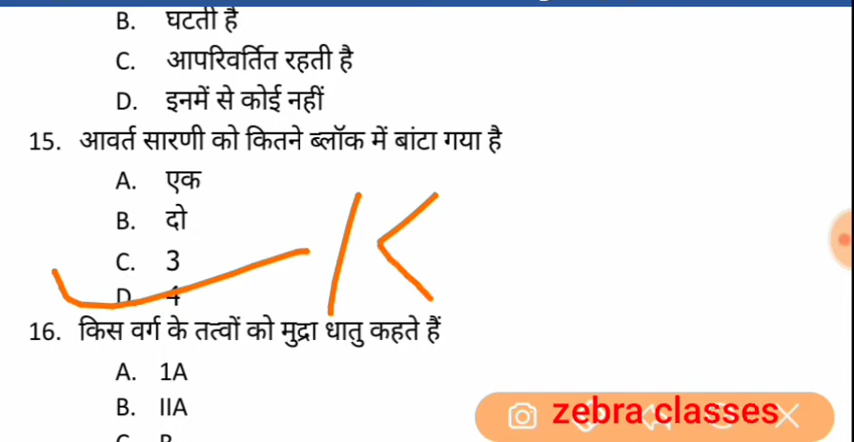 B. घटती है
C. आपरिवर्तित रहती है
D. इनमें से कोई नहीं
15. आवर्त सारणी को कितने ब्लॉक में बांटा गया है
A. एक
B. दो
C. 3
D. 4
K
16. किस वर्ग के तत्वों को मुद्रा धातु कहते हैं
A. 1A
B. IIA
zebra classes